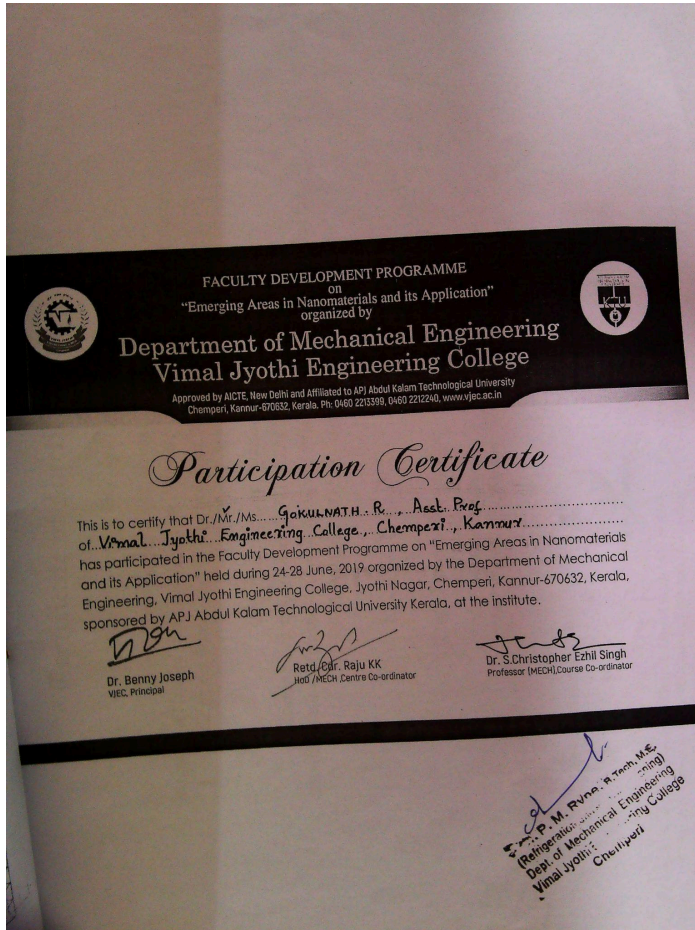 FACULTY DEVELOPMENT PROGRAMME
on
"Emerging Areas in Nanomaterials and its Application"
organized by
Department of Mechanical Engineering
Vimal Jyothi Engineering College
Approved by AICTE, New Delhi and Affiliated to APJ Abdul Kalam Technological University
Chemperi, Kannur-670632, Kerala. Ph: 0460 2213399, 0460 2212240, www.vjec.ac.in
KTU
Participation Certificate
This is to certify that Dr./Mr./Ms..... GOKULNATH . R .., Asst. Prof..............................
of..Vimal Jyothi Engineering College., Chemperi, Kannur......................
has participated in the Faculty Development Programme on "Emerging Areas in Nanomaterials
and its Application" held during 24-28 June, 2019 organized by the Department of Mechanical
Engineering, Vimal Jyothi Engineering College, Jyothi Nagar, Chemperi, Kannur-670632, Kerala,
sponsored by APJ Abdul Kalam Technological University Kerala, at the institute.
Dr. Benny Joseph
VJEC, Principal
Retd.Cdr. Raju KK
HoD /MECH ,Centre Co-ordinator
Dr. S.Christopher Ezhil Singh
Professor (MECH),Course Co-ordinator
P. M. B.Tech, M.E,
(Refrigeration
Dept. of Mechanical Engineering
Vimal Jyothi College
Chemperi